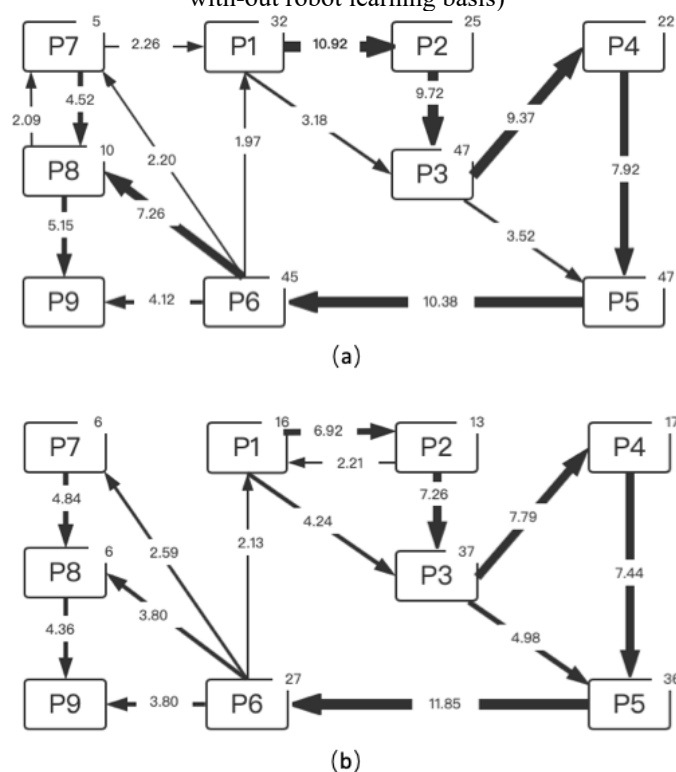 with-out robot learning basis)
5 32 25 22
P7 2.26 P1 10.92 P2 P4
4.52 9.72
2.09 3.18 9.37
10 47
P8 2.20 1.97 P3 7.92
7.26
5.15 3.52
45 47
P9 4.12 P6 10.38 P5
(a)
6 16 13 17
P7 P1 6.92 P2 P4
2.21
4.84 7.26
4.24 7.79
6 2.59 2.13 37
P8 P3 7.44
3.80
4.36 4.98
27 36
P9 3.80 P6 11.85 P5
(b)